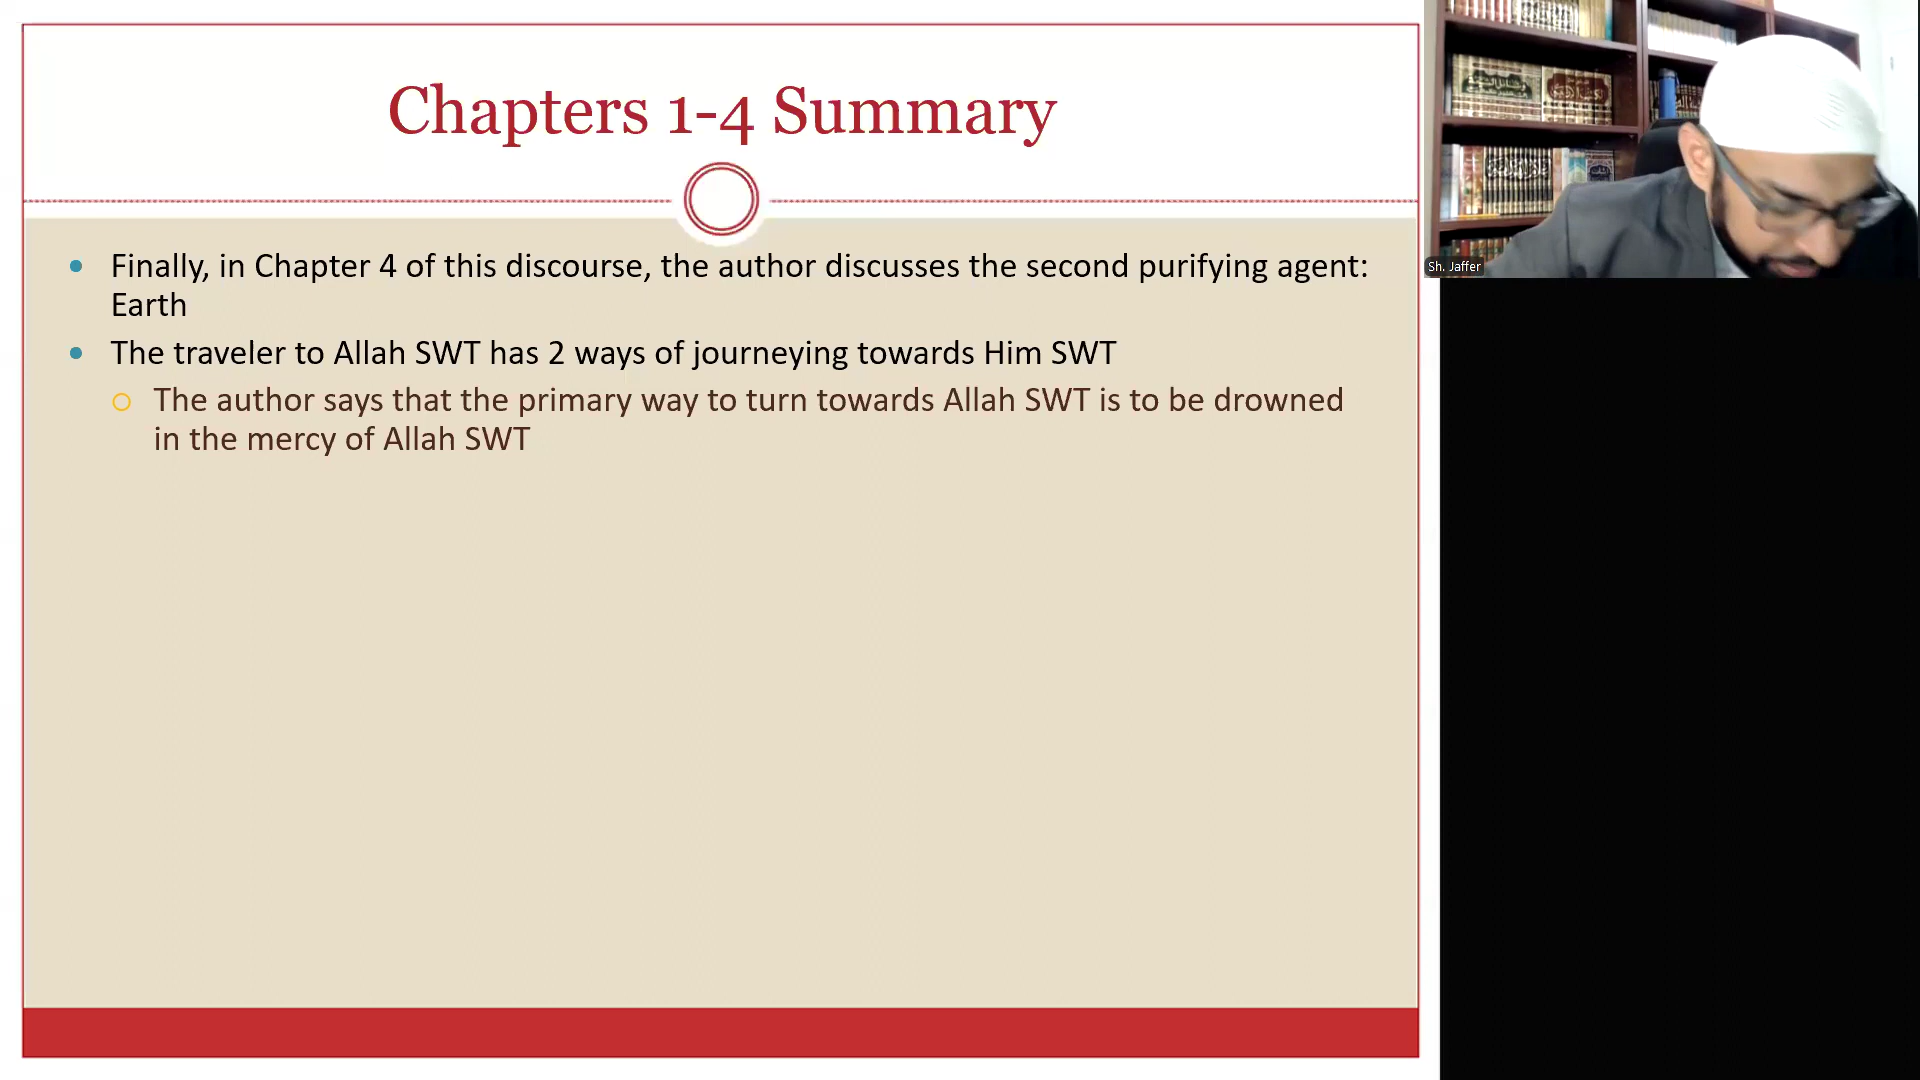 Chapters 1-4 Summary
Finally, in Chapter 4 of this discourse, the author discusses the second purifying agent:
Earth
The traveler to Allah SWT has 2 ways of journeying towards Him SWT
The author says that the primary way to turn towards Allah SWT is to be drowned
in the mercy of Allah SWT
Sh. Jaffer